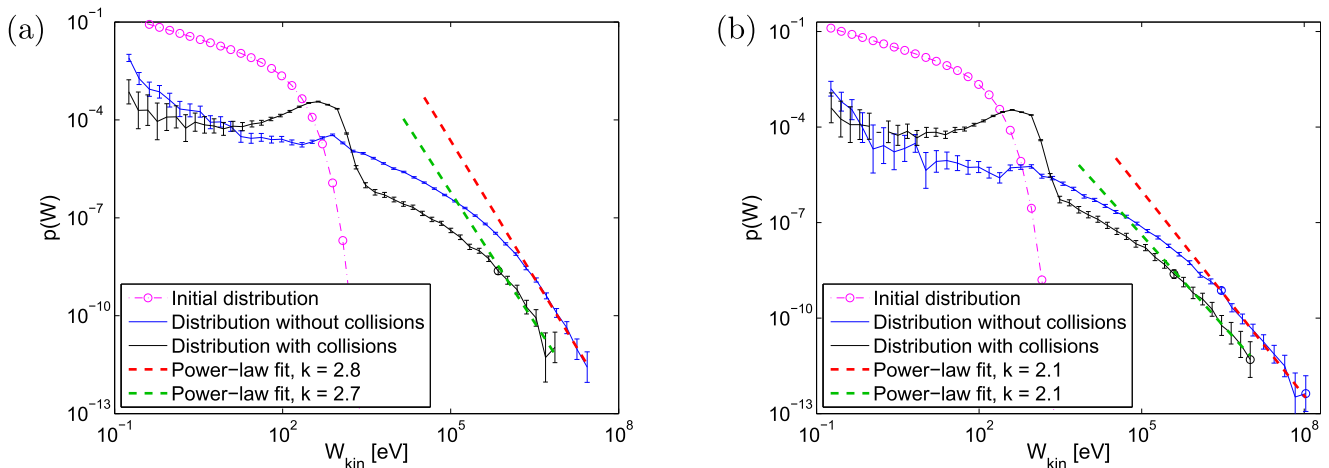 (a)
p(W)
10^−1
10^−4
10^−7
10^−10
10^−13
Initial distribution
Distribution without collisions
Distribution with collisions
Power−law fit, k = 2.8
Power−law fit, k = 2.7
10^−1
10^2
10^5
10^8
W_kin [eV]
(b)
p(W)
10^−1
10^−4
10^−7
10^−10
10^−13
Initial distribution
Distribution without collisions
Distribution with collisions
Power−law fit, k = 2.1
Power−law fit, k = 2.1
10^−1
10^2
10^5
10^8
W_kin [eV]